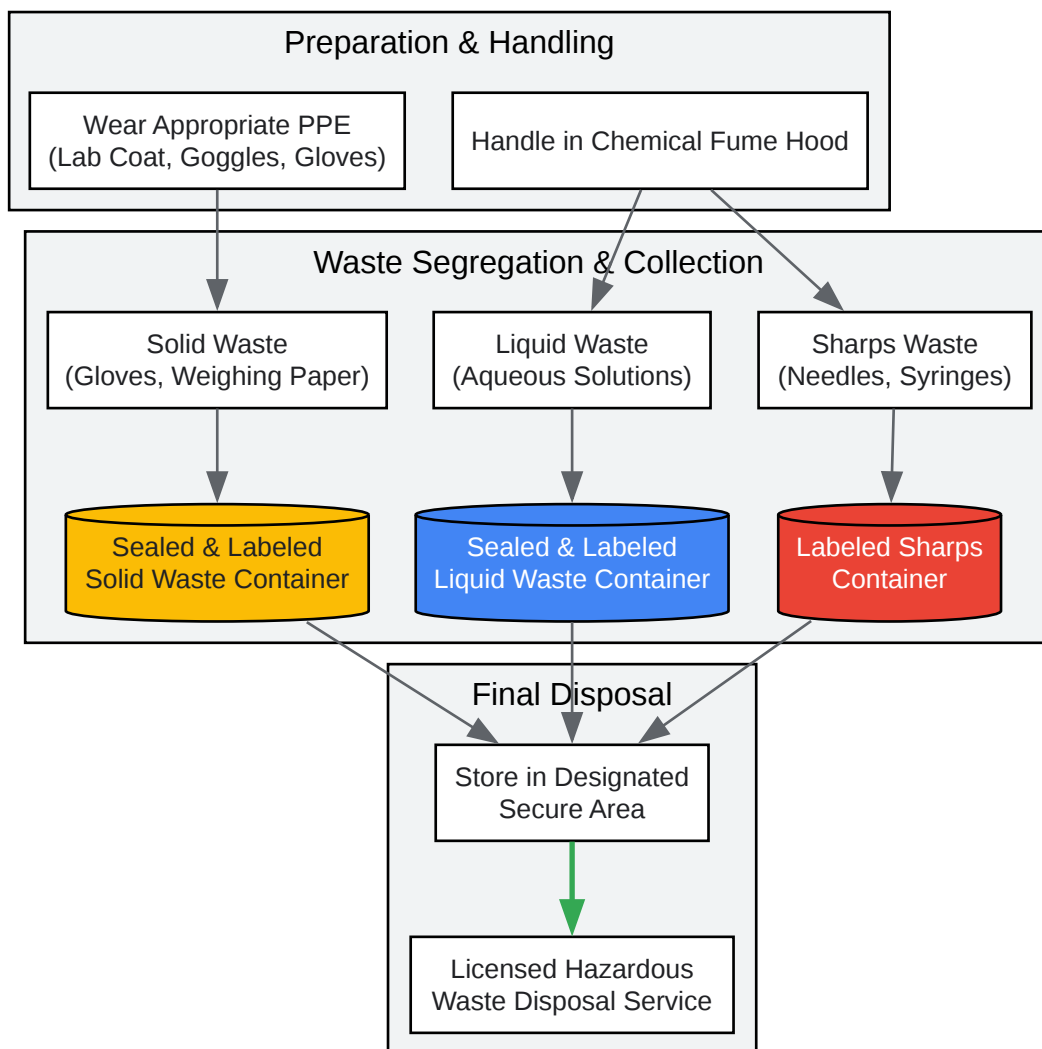 Preparation & Handling
Wear Appropriate PPE
(Lab Coat, Goggles, Gloves)
Handle in Chemical Fume Hood
Waste Segregation & Collection
Solid Waste
(Gloves, Weighing Paper)
Liquid Waste
(Aqueous Solutions)
Sharps Waste
(Needles, Syringes)
Sealed & Labeled
Solid Waste Container
Sealed & Labeled
Liquid Waste Container
Labeled Sharps
Container
Final Disposal
Store in Designated
Secure Area
Licensed Hazardous
Waste Disposal Service